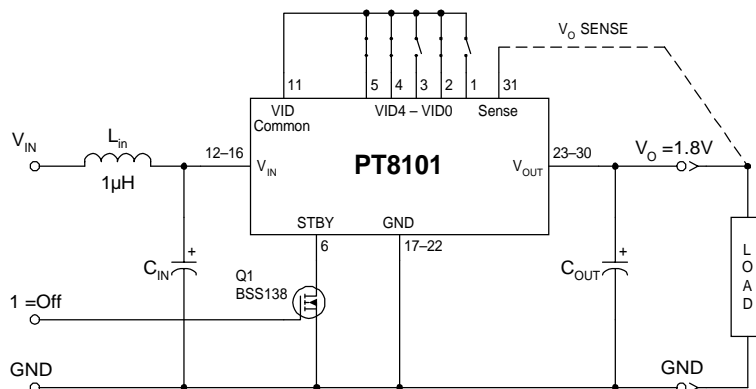 V_O SENSE
11
5
4
3
2
1
31
VID Common
VID4 – VID0
Sense
V_IN
L_in
1µH
12–16
V_IN
PT8101
V_OUT
23–30
V_O =1.8V
STBY
GND
6
17–22
C_IN
+
Q1
BSS138
C_OUT
+
LOAD
1 =Off
GND
GND